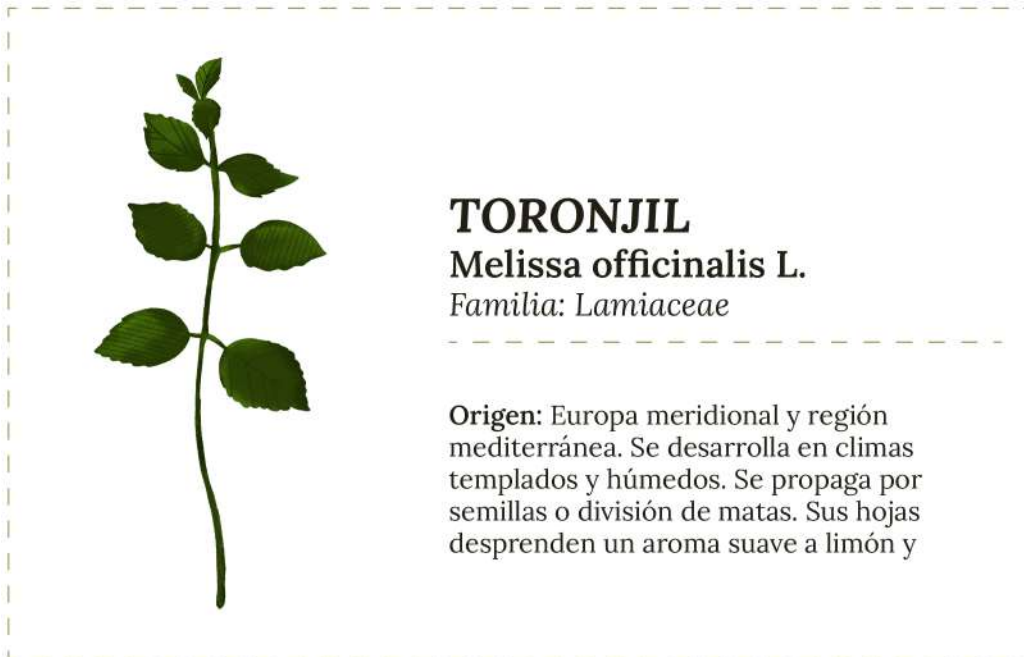 TORONJIL
Melissa officinalis L.
Familia: Lamiaceae
Origen: Europa meridional y región
mediterránea. Se desarrolla en climas
templados y húmedos. Se propaga por
semillas o división de matas. Sus hojas
desprenden un aroma suave a limón y